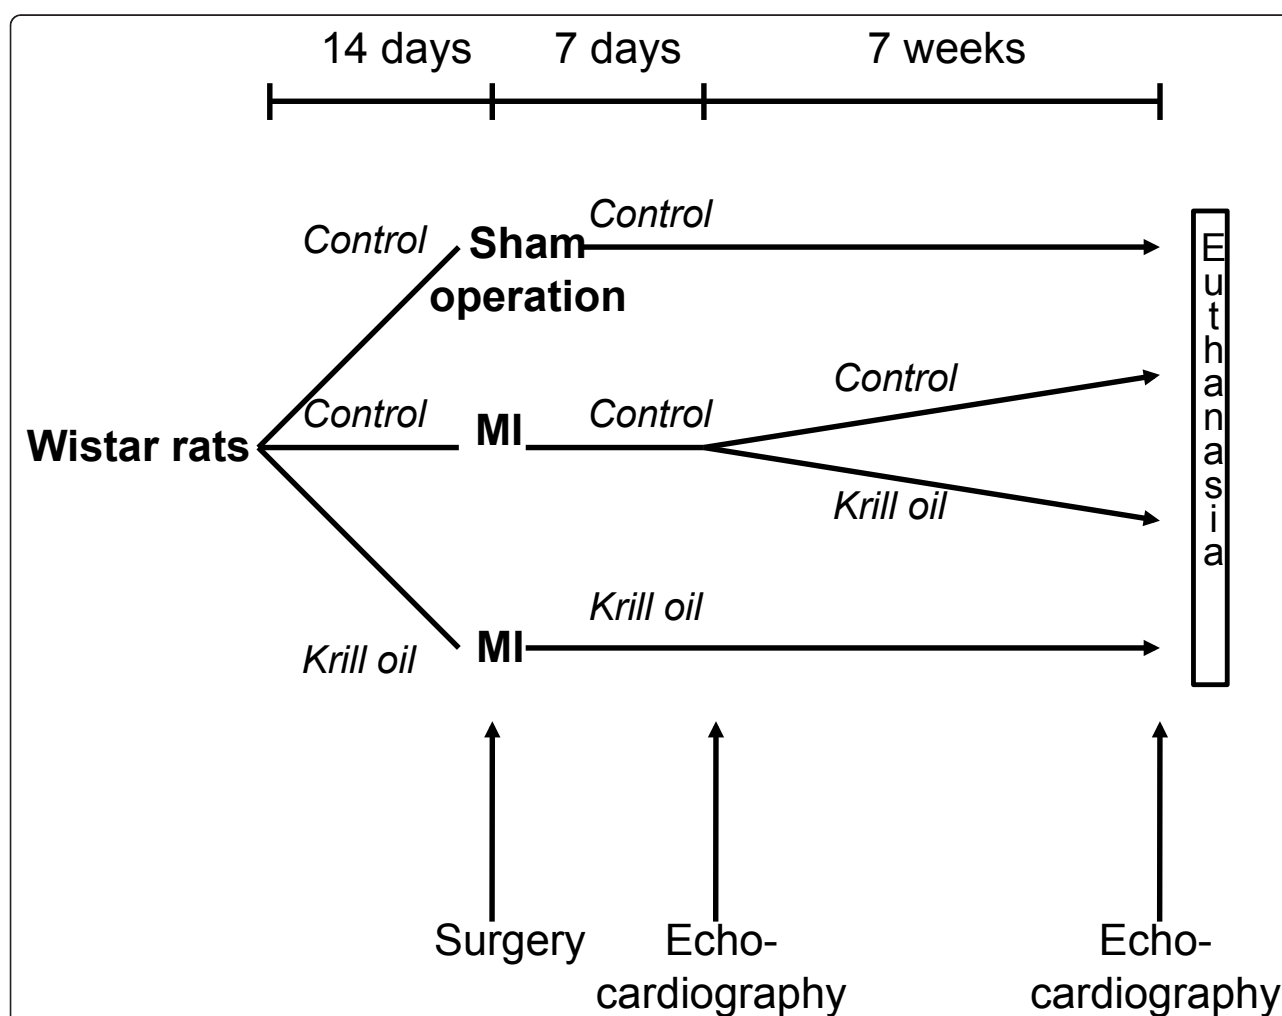 14 days 7 days 7 weeks
Control
Control Sham
operation
Control
Control MI Control
Wistar rats
Krill oil
Krill oil
Krill oil MI
Euthanasia
Surgery Echo-
cardiography
Echo-
cardiography